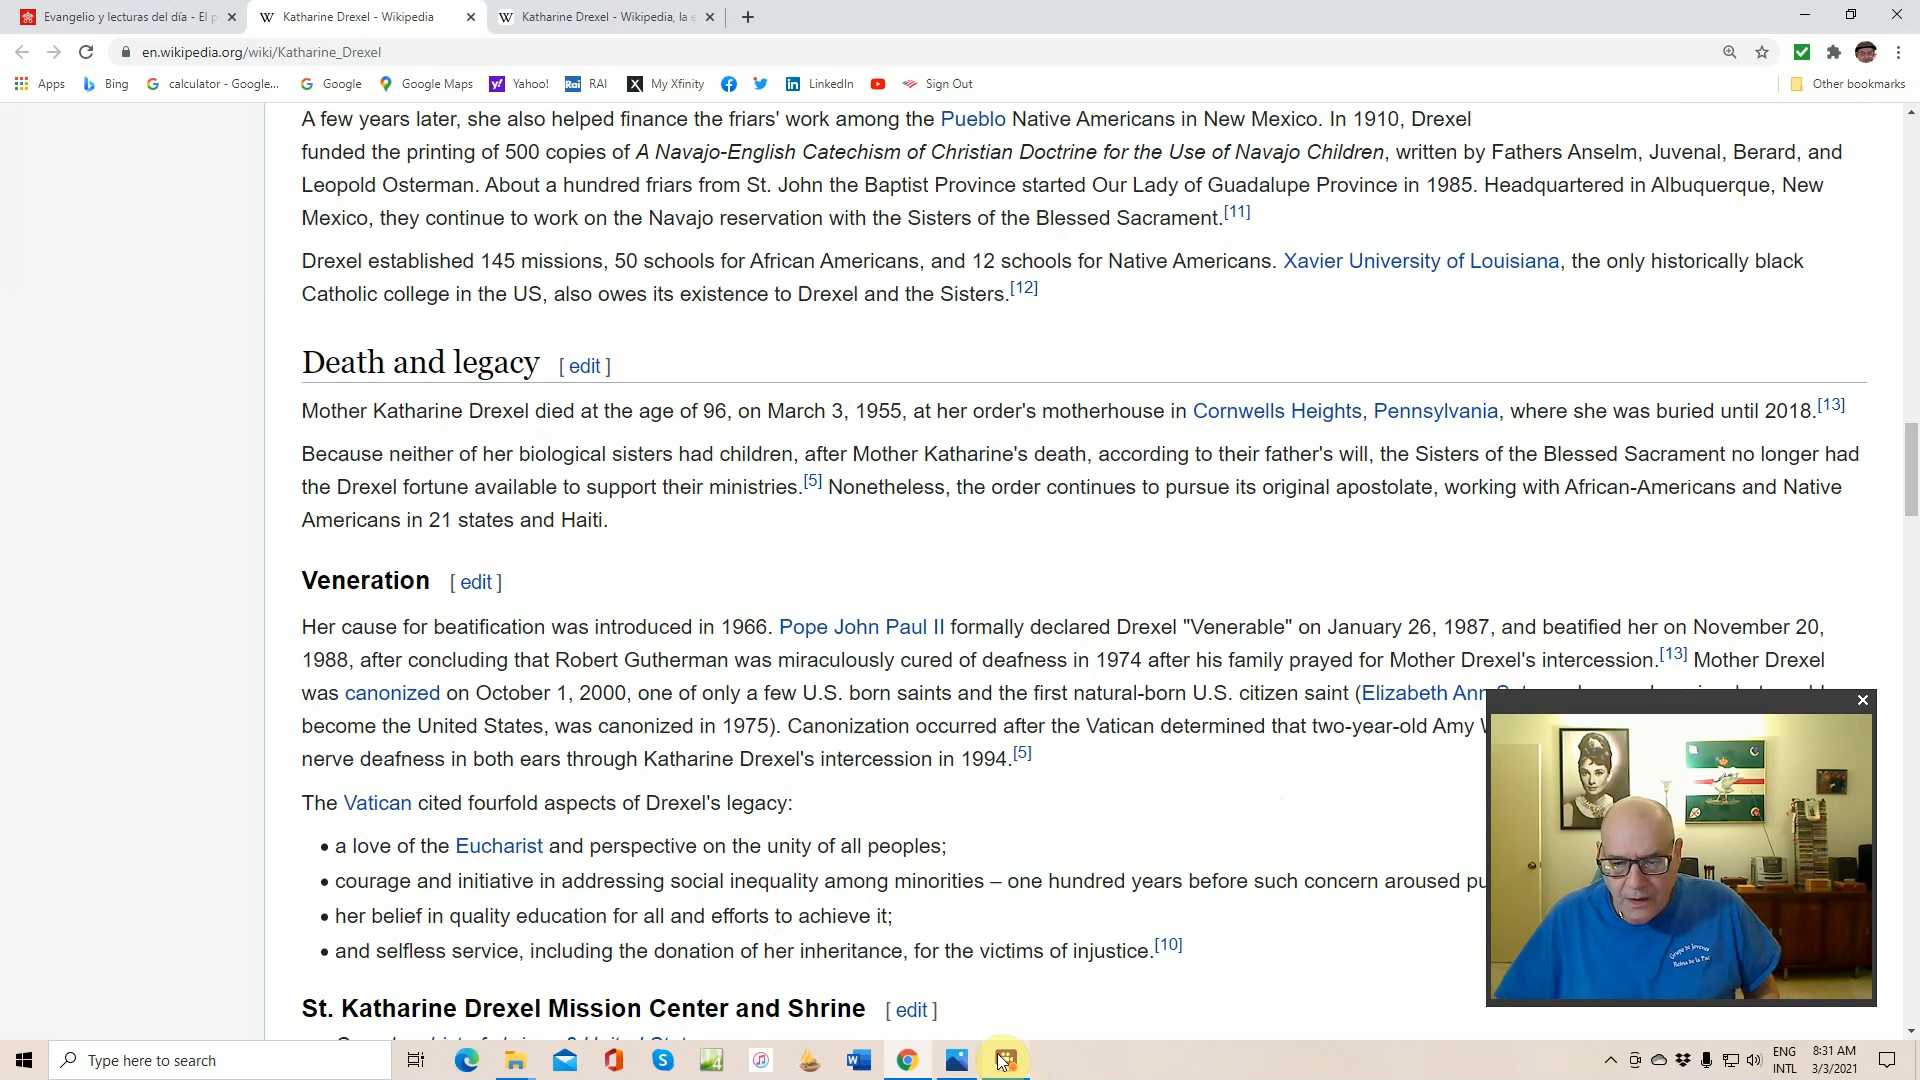 Evangelio y lecturas del día - El p
Katharine Drexel - Wikipedia
Katharine Drexel - Wikipedia, la e
en.wikipedia.org/wiki/Katharine_Drexel
Apps Bing calculator - Google... Google Google Maps Yahoo! RAI My Xfinity LinkedIn Sign Out Other bookmarks
A few years later, she also helped finance the friars' work among the Pueblo Native Americans in New Mexico. In 1910, Drexel
funded the printing of 500 copies of A Navajo-English Catechism of Christian Doctrine for the Use of Navajo Children, written by Fathers Anselm, Juvenal, Berard, and
Leopold Osterman. About a hundred friars from St. John the Baptist Province started Our Lady of Guadalupe Province in 1985. Headquartered in Albuquerque, New
Mexico, they continue to work on the Navajo reservation with the Sisters of the Blessed Sacrament.[11]
Drexel established 145 missions, 50 schools for African Americans, and 12 schools for Native Americans. Xavier University of Louisiana, the only historically black
Catholic college in the US, also owes its existence to Drexel and the Sisters.[12]
Death and legacy [ edit ]
Mother Katharine Drexel died at the age of 96, on March 3, 1955, at her order's motherhouse in Cornwells Heights, Pennsylvania, where she was buried until 2018.[13]
Because neither of her biological sisters had children, after Mother Katharine's death, according to their father's will, the Sisters of the Blessed Sacrament no longer had
the Drexel fortune available to support their ministries.[5] Nonetheless, the order continues to pursue its original apostolate, working with African-Americans and Native
Americans in 21 states and Haiti.
Veneration [ edit ]
Her cause for beatification was introduced in 1966. Pope John Paul II formally declared Drexel "Venerable" on January 26, 1987, and beatified her on November 20,
1988, after concluding that Robert Gutherman was miraculously cured of deafness in 1974 after his family prayed for Mother Drexel's intercession.[13] Mother Drexel
was canonized on October 1, 2000, one of only a few U.S. born saints and the first natural-born U.S. citizen saint (Elizabeth Ann
become the United States, was canonized in 1975). Canonization occurred after the Vatican determined that two-year-old Amy
nerve deafness in both ears through Katharine Drexel's intercession in 1994.[5]
The Vatican cited fourfold aspects of Drexel's legacy:
• a love of the Eucharist and perspective on the unity of all peoples;
• courage and initiative in addressing social inequality among minorities – one hundred years before such concern aroused pu
• her belief in quality education for all and efforts to achieve it;
• and selfless service, including the donation of her inheritance, for the victims of injustice.[10]
St. Katharine Drexel Mission Center and Shrine [ edit ]
Grupo de Jovenes
Reina de la Paz
Type here to search
ENG 8:31 AM
INTL 3/3/2021